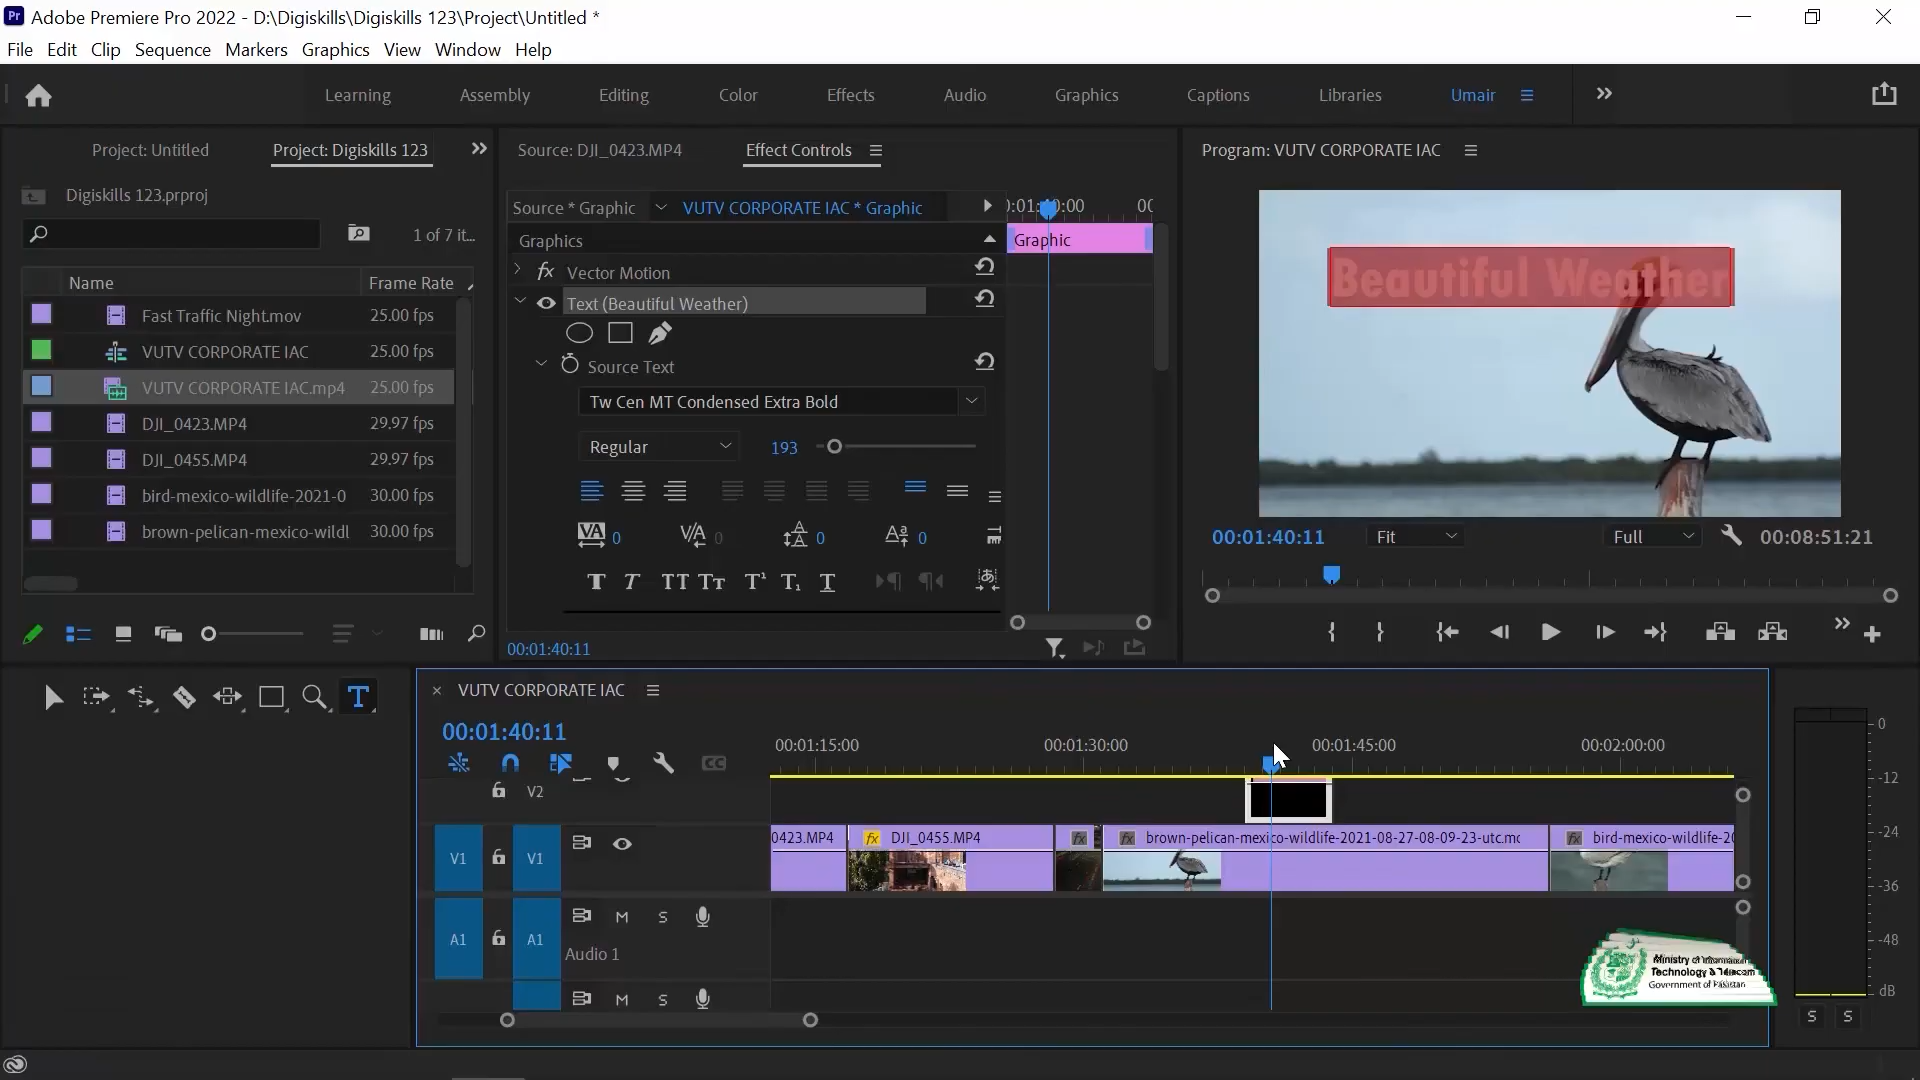 Adobe Premiere Pro 2022 - D:\Digiskills\Digiskills 123\Project\Untitled *
File Edit Clip Sequence Markers Graphics View Window Help
Learning Assembly Editing Color Effects Audio Graphics Captions Libraries Umair
Project: Untitled Project: Digiskills 123
Digiskills 123.prproj
1 of 7 it...
Name Frame Rate
Fast Traffic Night.mov 25.00 fps
VUTV CORPORATE IAC 25.00 fps
VUTV CORPORATE IAC.mp4 25.00 fps
DJI_0423.MP4 29.97 fps
DJI_0455.MP4 29.97 fps
bird-mexico-wildlife-2021-0 30.00 fps
brown-pelican-mexico-wildl 30.00 fps
Source: DJI_0423.MP4 Effect Controls
Source * Graphic VUTV CORPORATE IAC * Graphic
Graphics
Graphic
fx Vector Motion
Text (Beautiful Weather)
Source Text
Tw Cen MT Condensed Extra Bold
Regular 193
0 0 0 0
00:01:40:11
Program: VUTV CORPORATE IAC
Beautiful Weather
00:01:40:11 Fit Full 00:08:51:21
VUTV CORPORATE IAC
00:01:40:11
00:01:15:00 00:01:30:00 00:01:45:00 00:02:00:00
V2
V1 V1
0423.MP4 fx DJI_0455.MP4 fx fx brown-pelican-mexico-wildlife-2021-08-27-08-09-23-utc.mc fx bird-mexico-wildlife-20
A1 A1 M S
Audio 1
M S
0
-12
-24
-36
-48
dB
S S
Ministry of Information
Technology & Telecom
Government of Pakistan